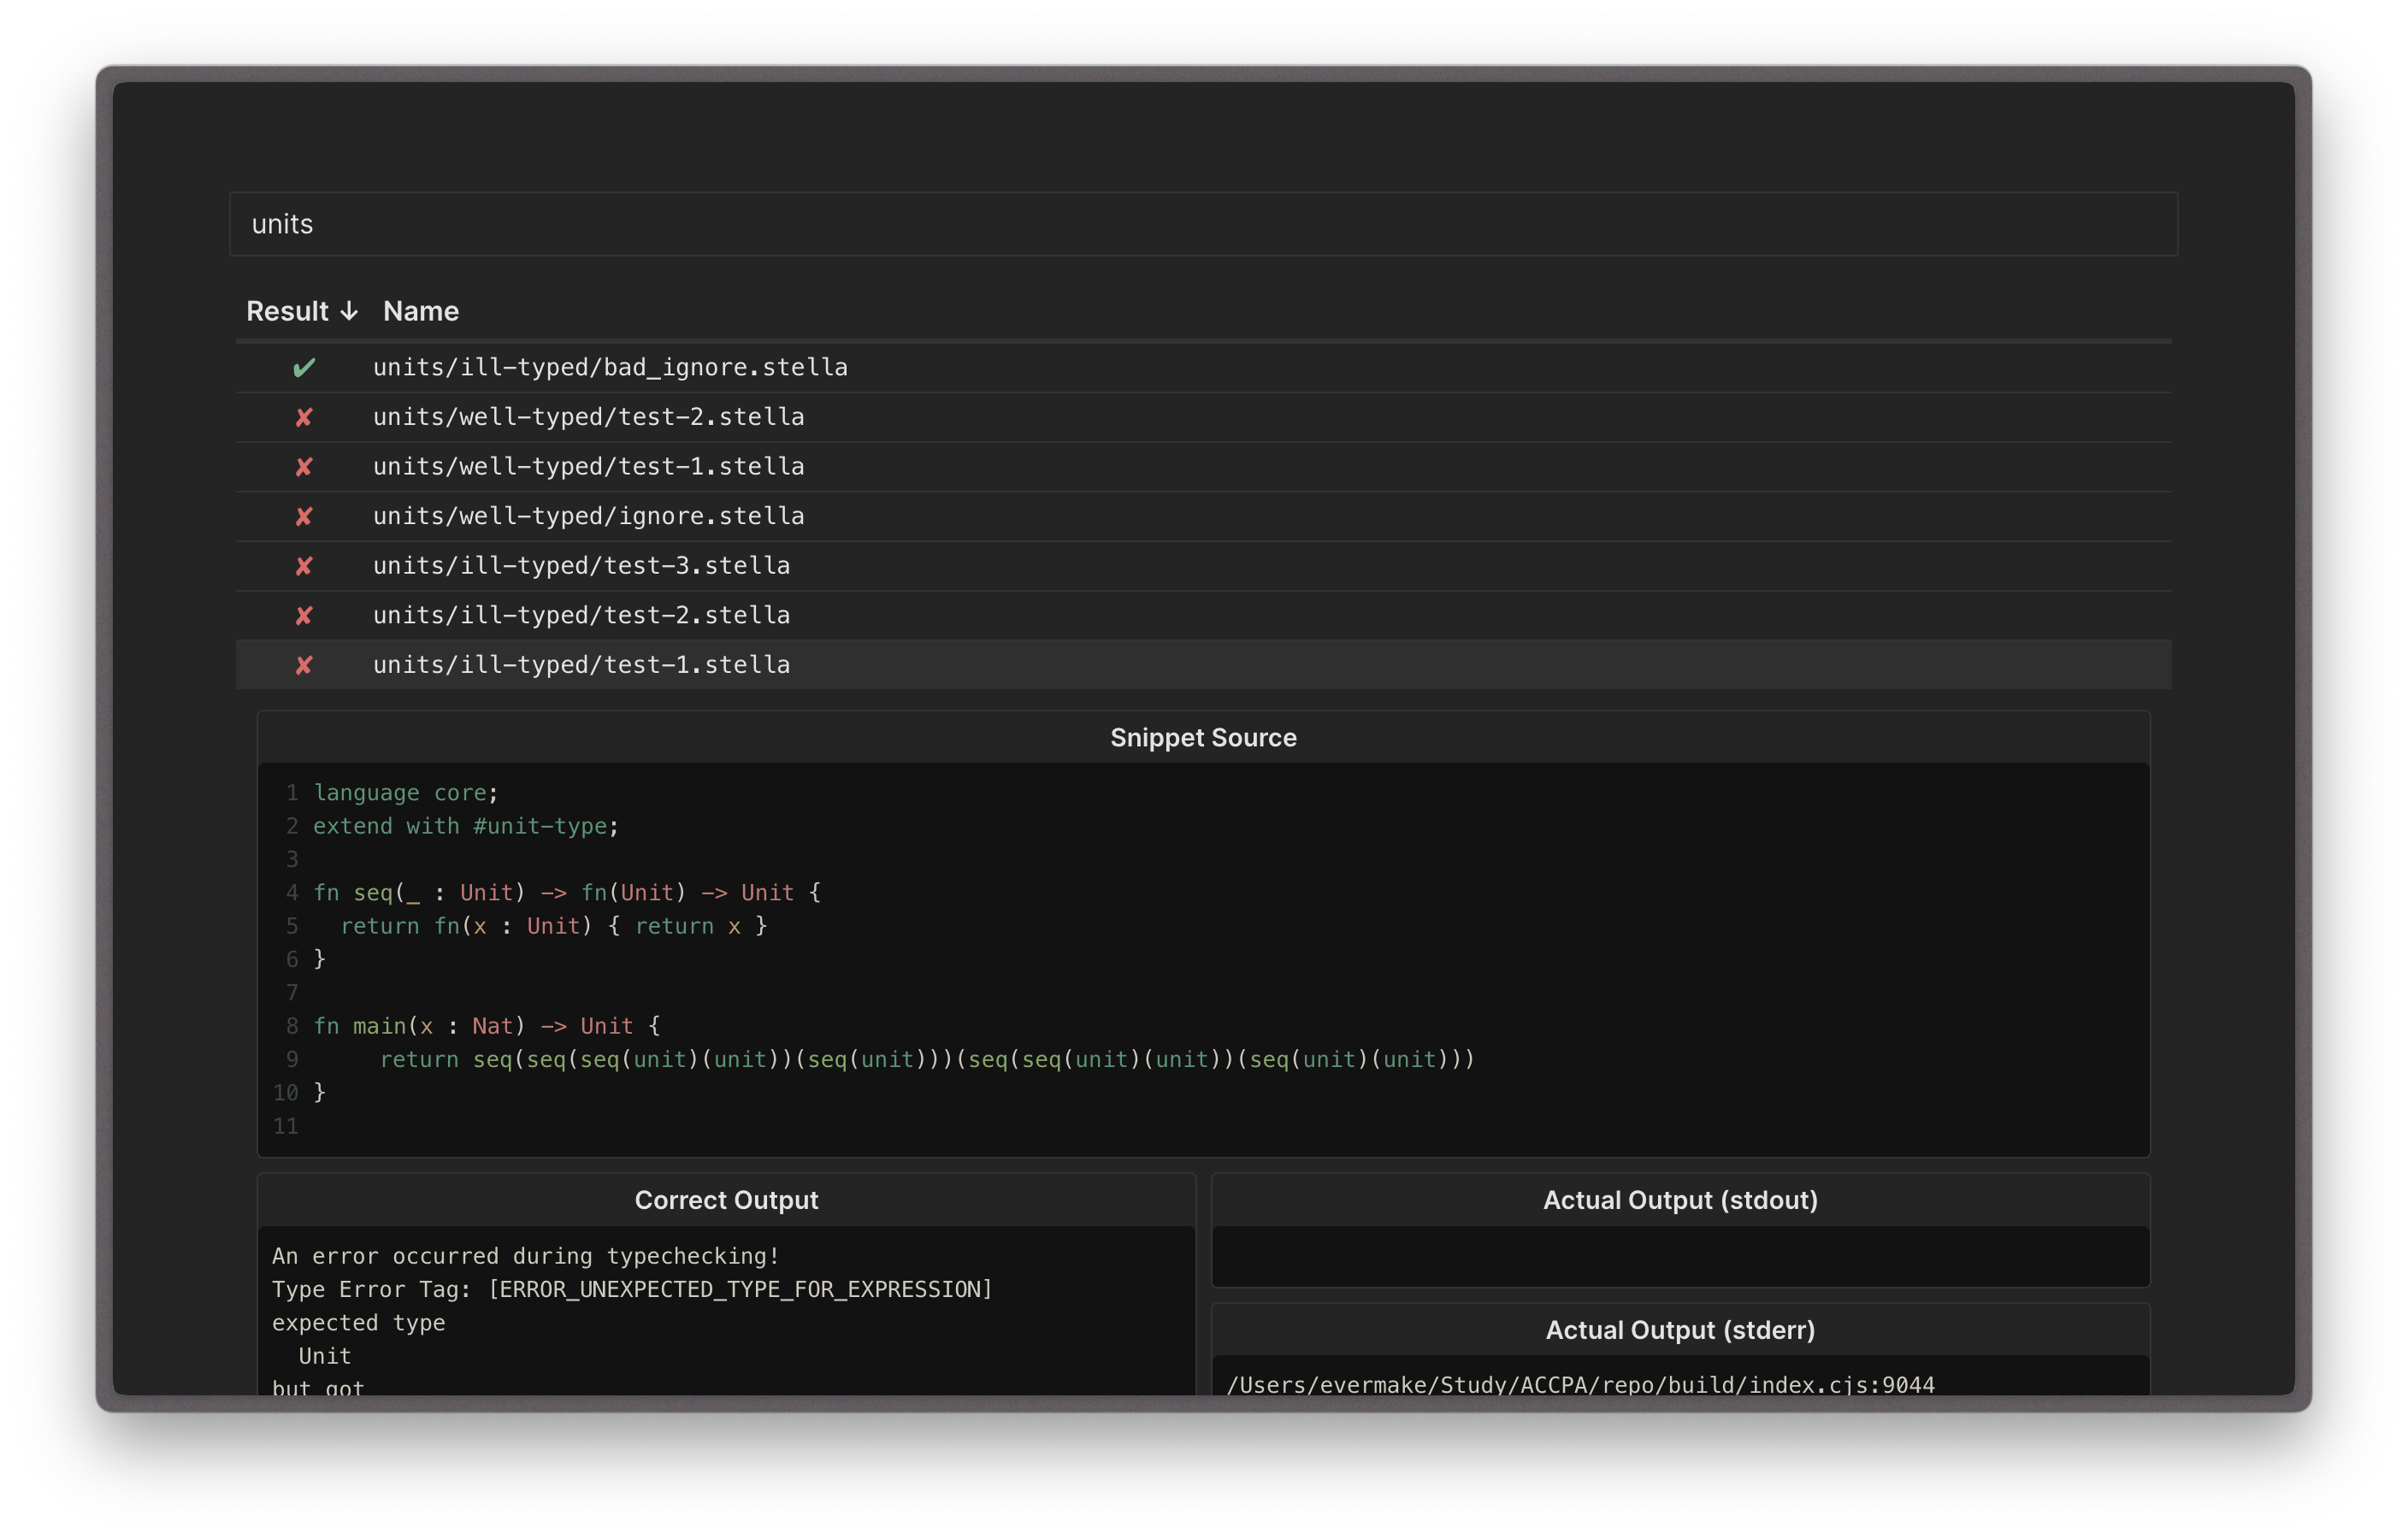 units
Result ↓ Name
✔ units/ill-typed/bad_ignore.stella
✘ units/well-typed/test-2.stella
✘ units/well-typed/test-1.stella
✘ units/well-typed/ignore.stella
✘ units/ill-typed/test-3.stella
✘ units/ill-typed/test-2.stella
✘ units/ill-typed/test-1.stella
Snippet Source
1 language core;
2 extend with #unit-type;
3
4 fn seq(_ : Unit) -> fn(Unit) -> Unit {
5   return fn(x : Unit) { return x }
6 }
7
8 fn main(x : Nat) -> Unit {
9      return seq(seq(seq(unit)(unit))(seq(unit)))(seq(seq(unit)(unit))(seq(unit)(unit)))
10 }
11
Correct Output
An error occurred during typechecking!
Type Error Tag: [ERROR_UNEXPECTED_TYPE_FOR_EXPRESSION]
expected type
  Unit
but got
Actual Output (stdout)
Actual Output (stderr)
/Users/evermake/Study/ACCPA/repo/build/index.cjs:9044